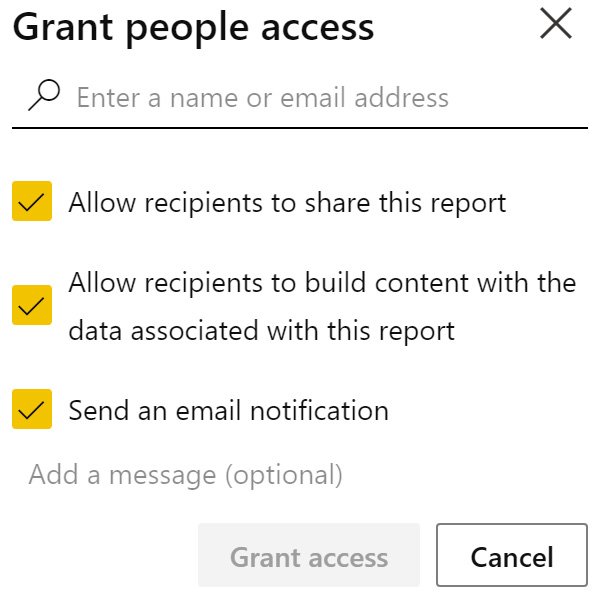 Grant people access
Enter a name or email address
Allow recipients to share this report
Allow recipients to build content with the
data associated with this report
Send an email notification
Add a message (optional)
Grant access
Cancel